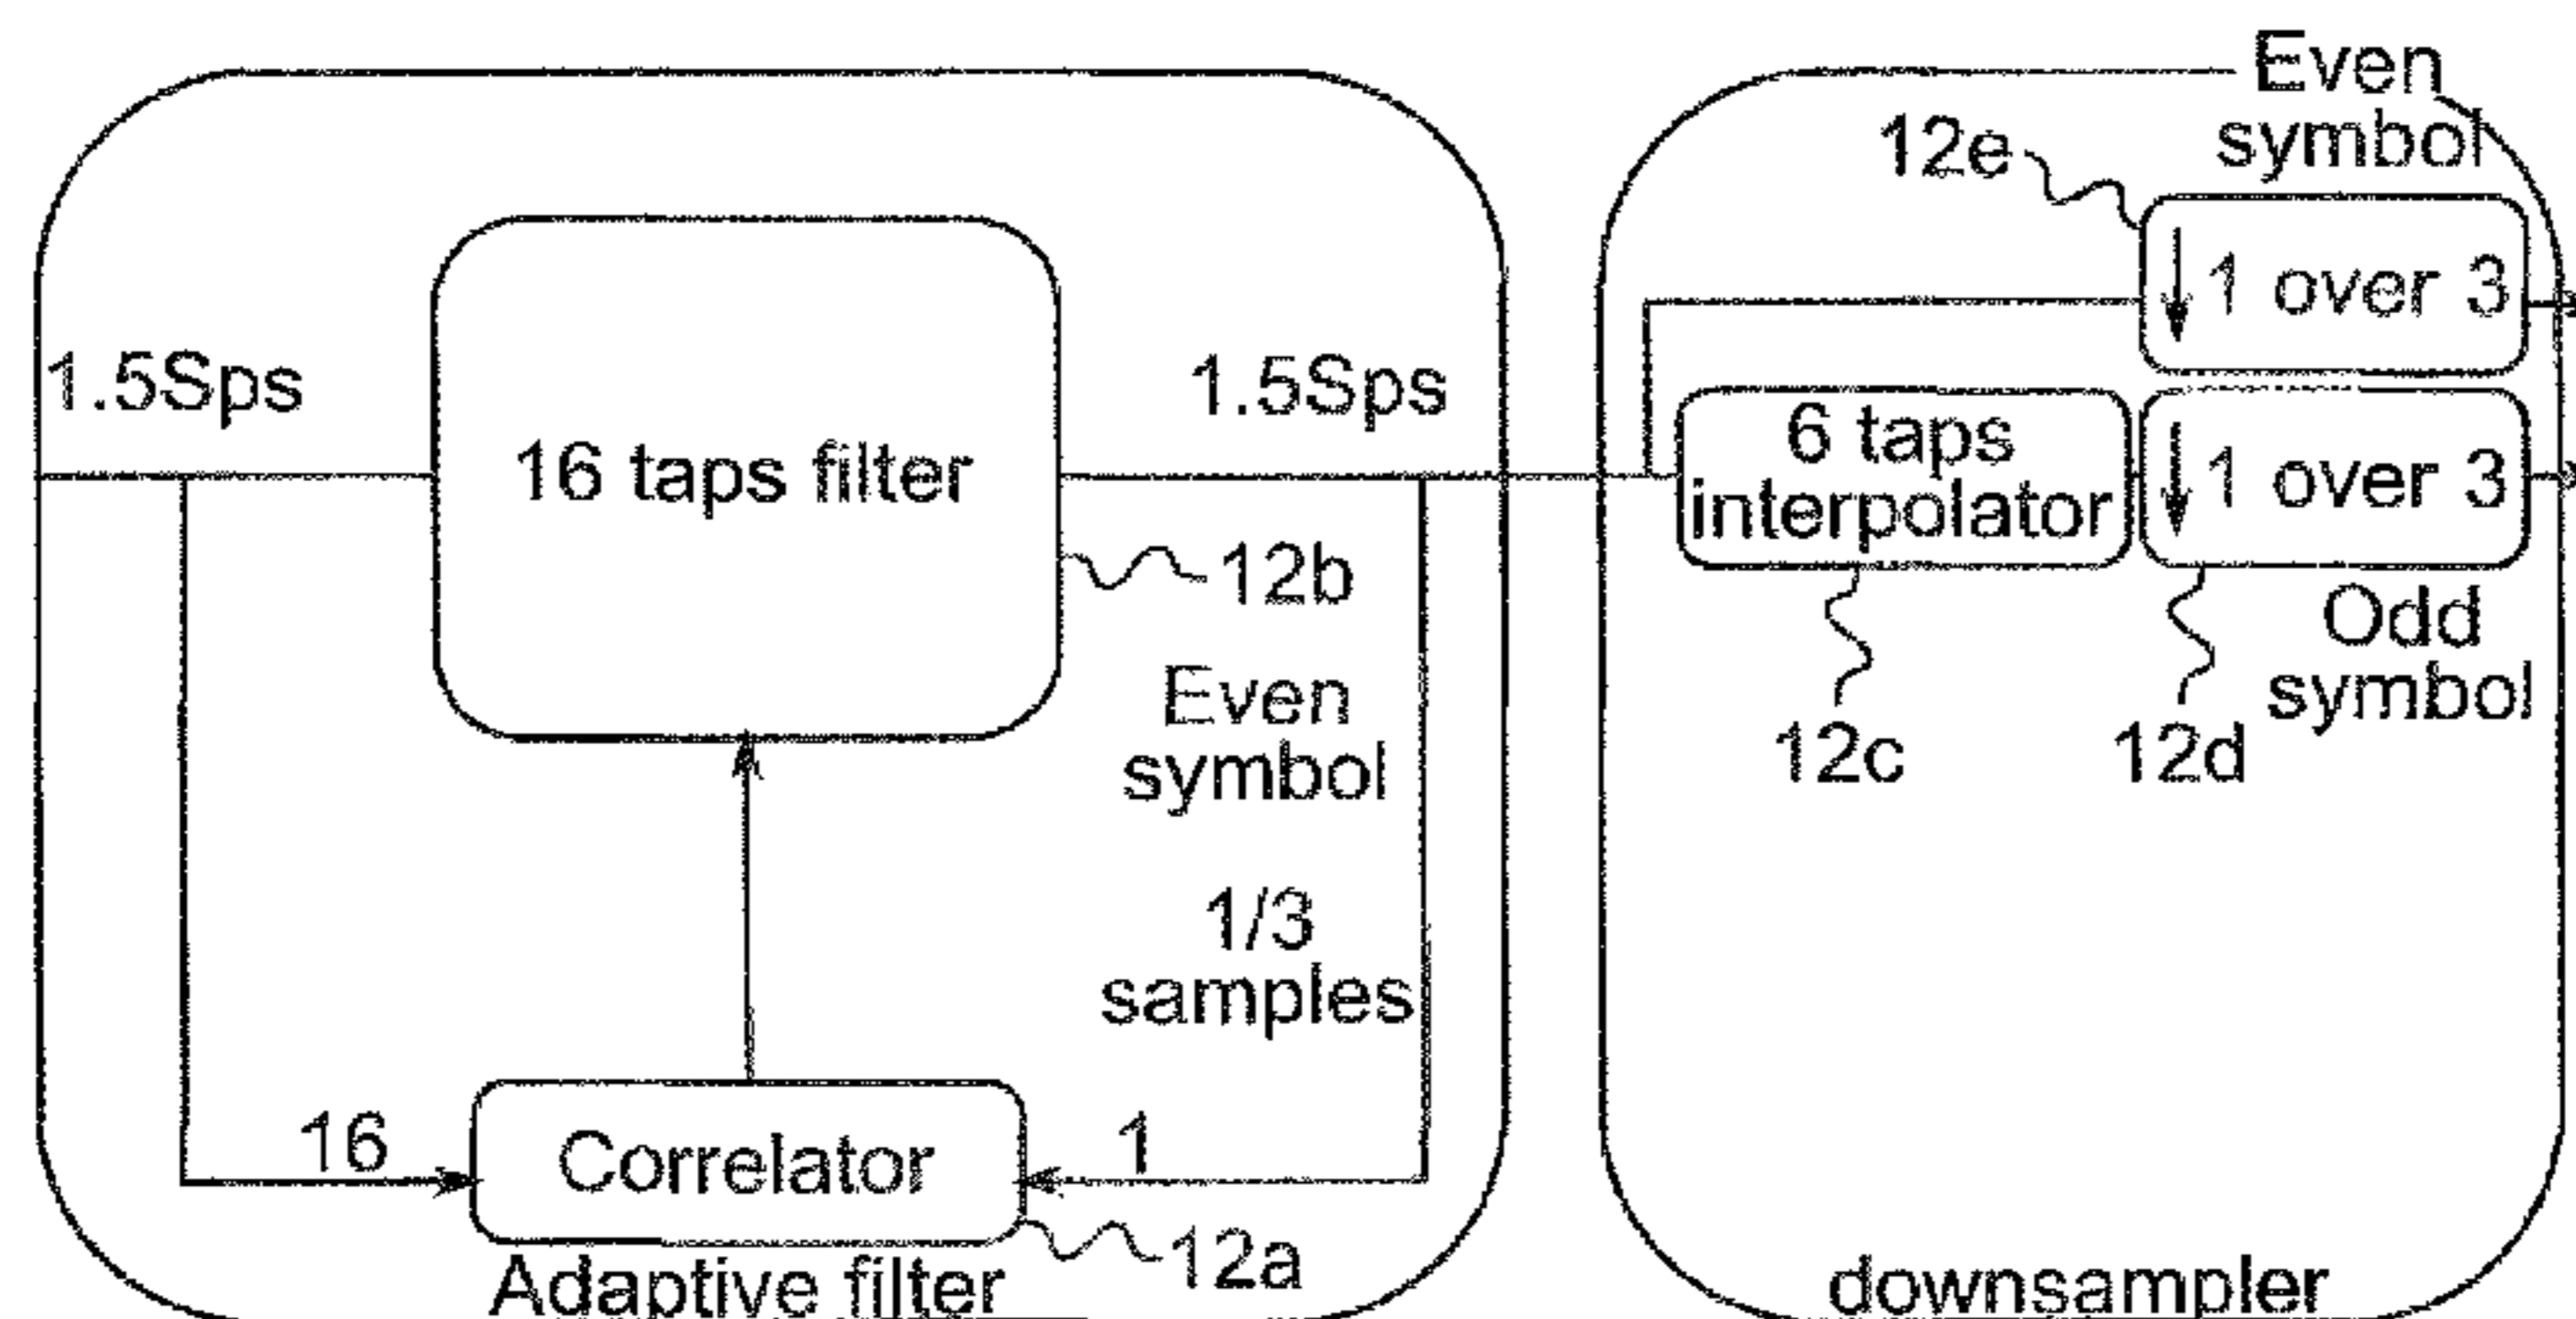 Even
symbol
12e
1 over 3
1.5Sps
16 taps filter
1.5Sps
6 taps
interpolator
1 over 3
12b
Even
symbol
Odd
symbol
12c
12d
1/3
samples
16
Correlator
1
12a
Adaptive filter
downsampler